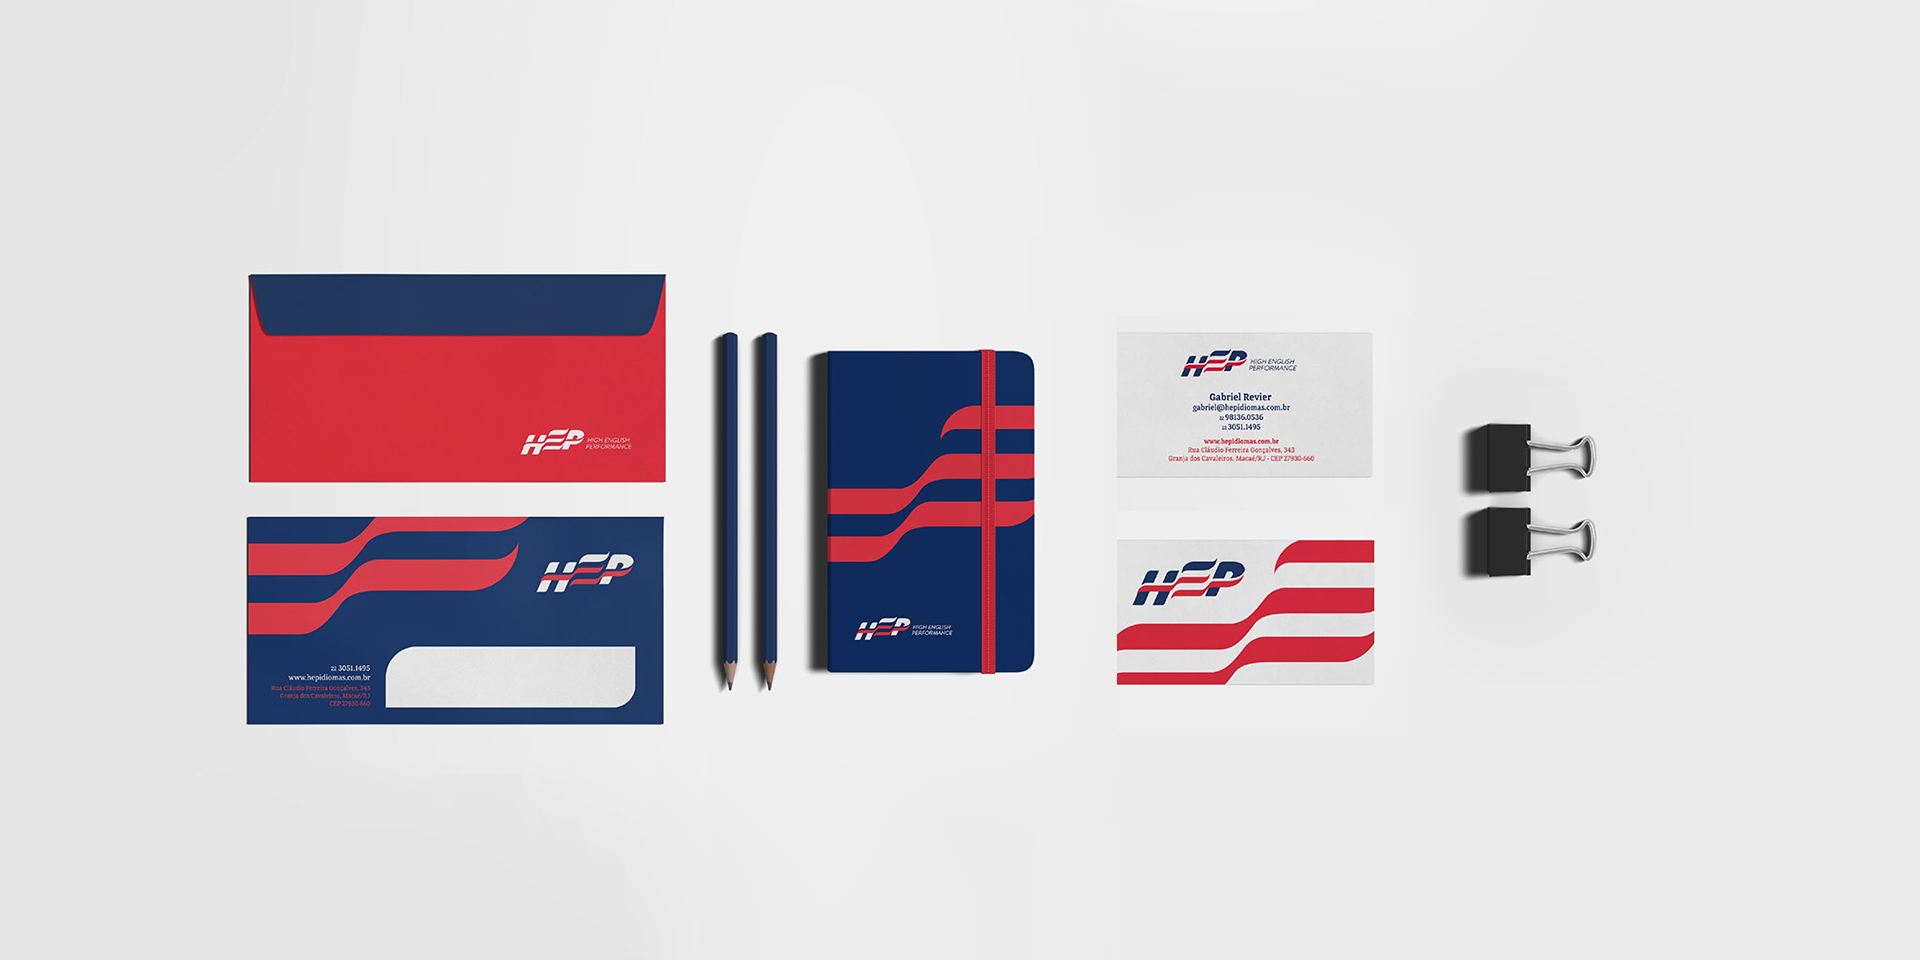 HEP HIGH ENGLISH
PERFORMANCE
HEP
22 3051.1495
www.hepidiomas.com.br
Rua Cláudio Ferreira Gonçalves, 343
Granja dos Cavaleiros, Macaé/RJ
CEP 27930-660
HEP HIGH ENGLISH
PERFORMANCE
HEP HIGH ENGLISH
PERFORMANCE
Gabriel Revier
gabriel@hepidiomas.com.br
22 98136.0536
22 3051.1495
www.hepidiomas.com.br
Rua Cláudio Ferreira Gonçalves, 343
Granja dos Cavaleiros, Macaé/RJ - CEP 27930-660
HEP